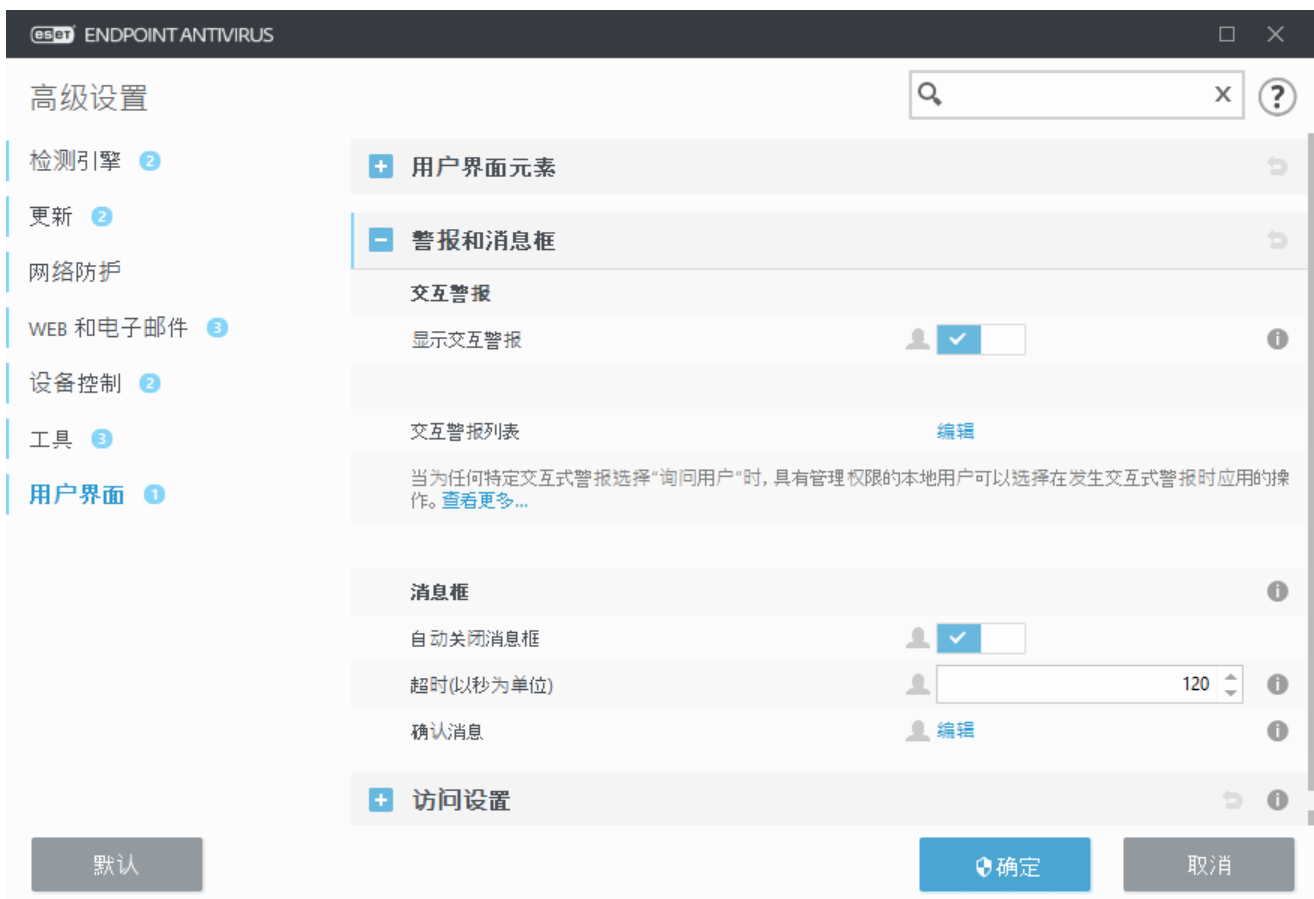 eset ENDPOINT ANTIVIRUS
高级设置
检测引擎 2
更新 2
网络防护
WEB 和电子邮件 3
设备控制 2
工具 3
用户界面 1
用户界面元素
警报和消息框
交互警报
显示交互警报
交互警报列表 编辑
当为任何特定交互式警报选择"询问用户"时, 具有管理权限的本地用户可以选择在发生交互式警报时应用的操
作。查看更多...
消息框
自动关闭消息框
超时(以秒为单位) 120
确认消息 编辑
访问设置
默认 确定 取消